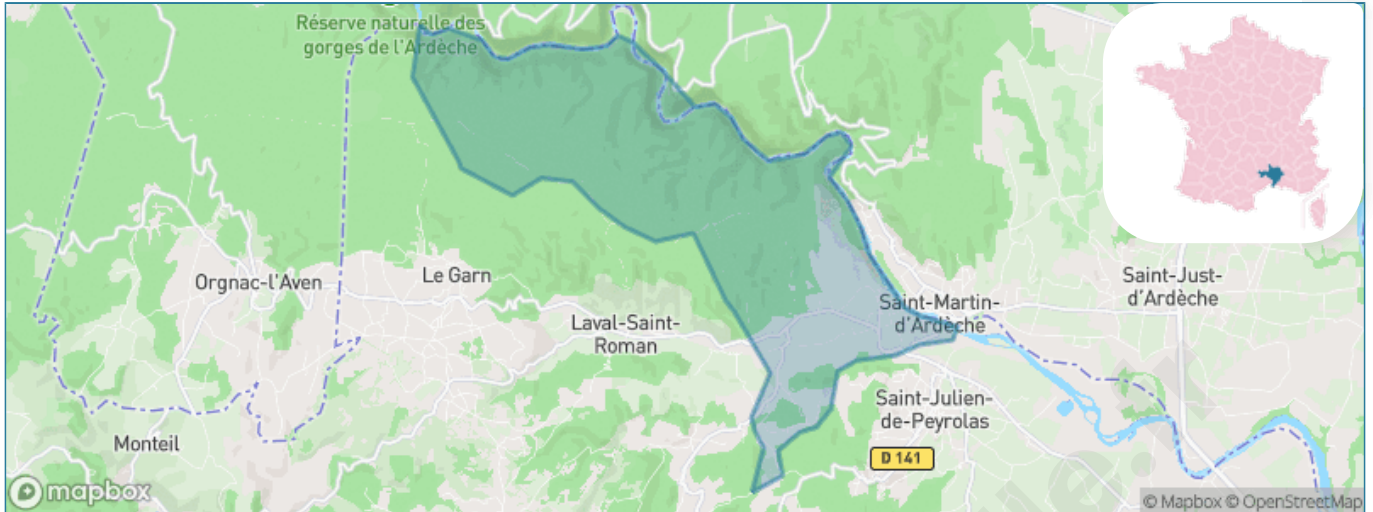 Réserve naturelle des
gorges de l'Ardèche
Orgnac-l'Aven
Le Garn
Laval-Saint-
Roman
Saint-Martin-
d'Ardèche
Saint-Just-
d'Ardèche
Saint-Julien-
de-Peyrolas
Monteil
D 141
mapbox
© Mapbox © OpenStreetMap